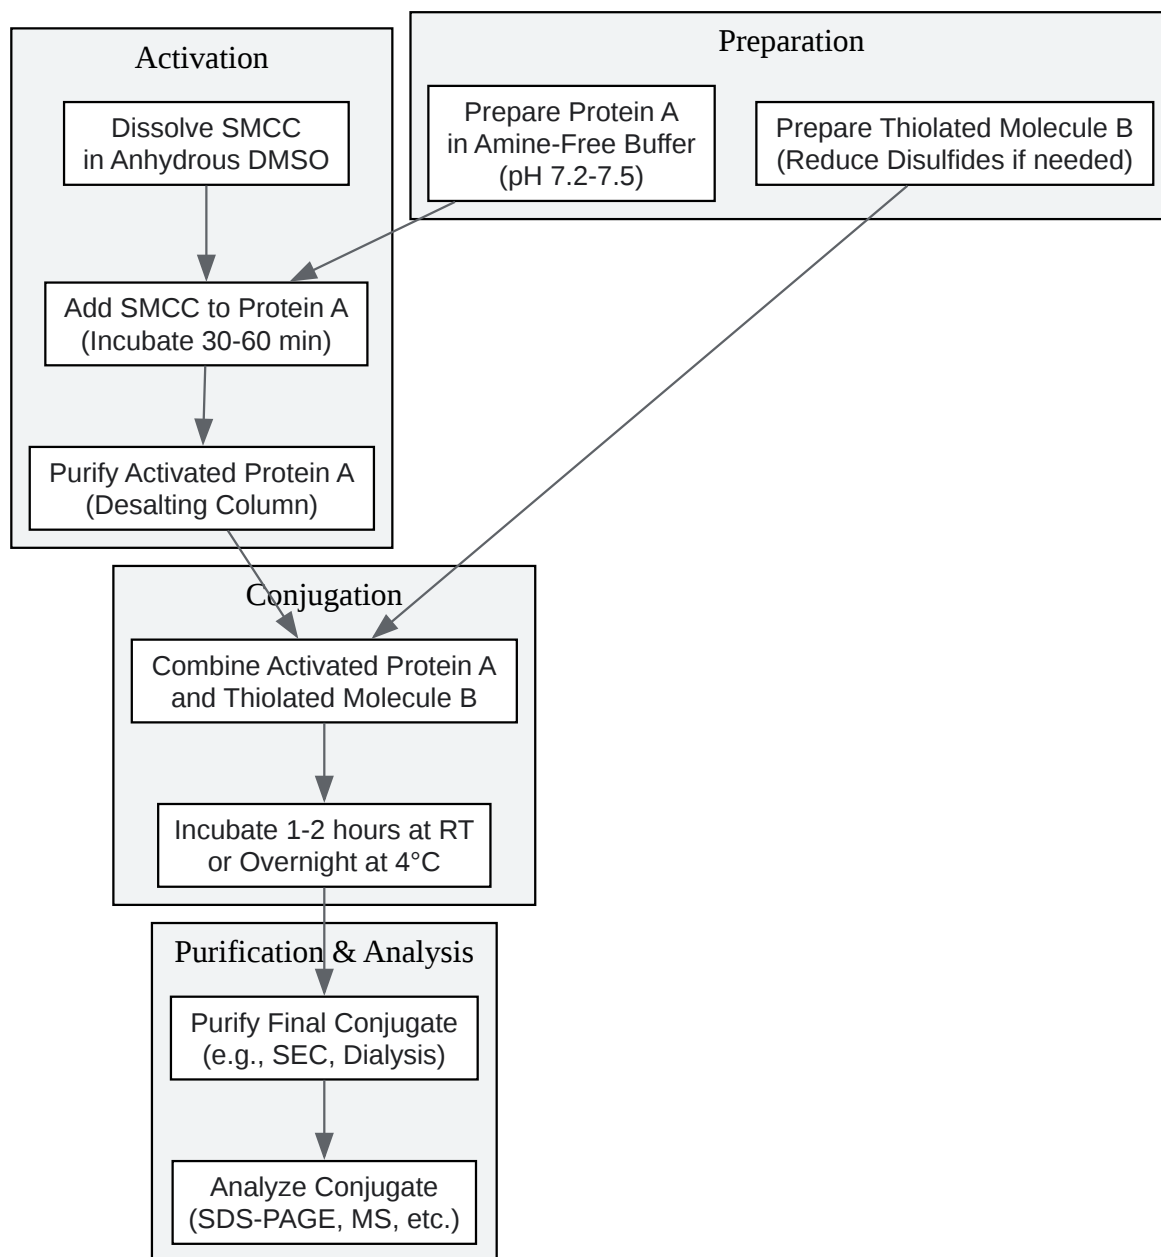 Activation
Preparation
Dissolve SMCC
in Anhydrous DMSO
Prepare Protein A
in Amine-Free Buffer
(pH 7.2-7.5)
Prepare Thiolated Molecule B
(Reduce Disulfides if needed)
Add SMCC to Protein A
(Incubate 30-60 min)
Purify Activated Protein A
(Desalting Column)
Conjugation
Combine Activated Protein A
and Thiolated Molecule B
Incubate 1-2 hours at RT
or Overnight at 4°C
Purification & Analysis
Purify Final Conjugate
(e.g., SEC, Dialysis)
Analyze Conjugate
(SDS-PAGE, MS, etc.)